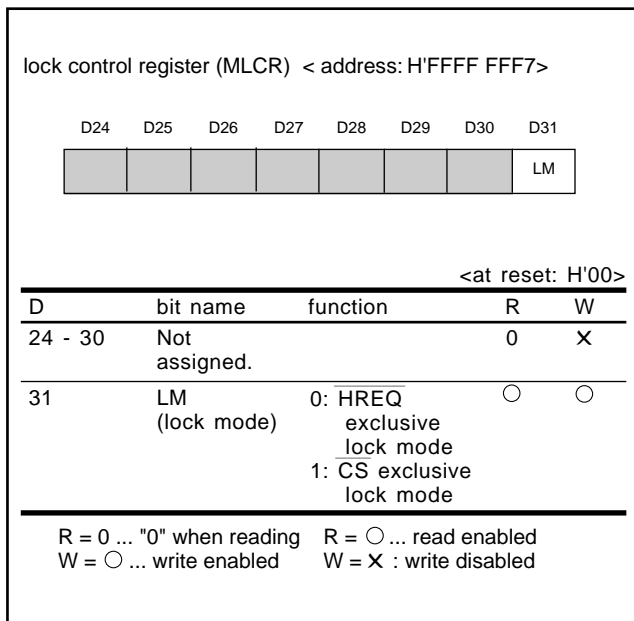 lock control register (MLCR) < address: H'FFFF FFF7>
D24 D25 D26 D27 D28 D29 D30 D31
LM
<at reset: H'00>
D bit name function R W
24 - 30 Not 0 ×
assigned.
31 LM 0: H̅R̅E̅Q̅ ○ ○
(lock mode) exclusive
lock mode
1: C̅S̅ exclusive
lock mode
R = 0 ... "0" when reading R = ○ ... read enabled
W = ○ ... write enabled W = × : write disabled